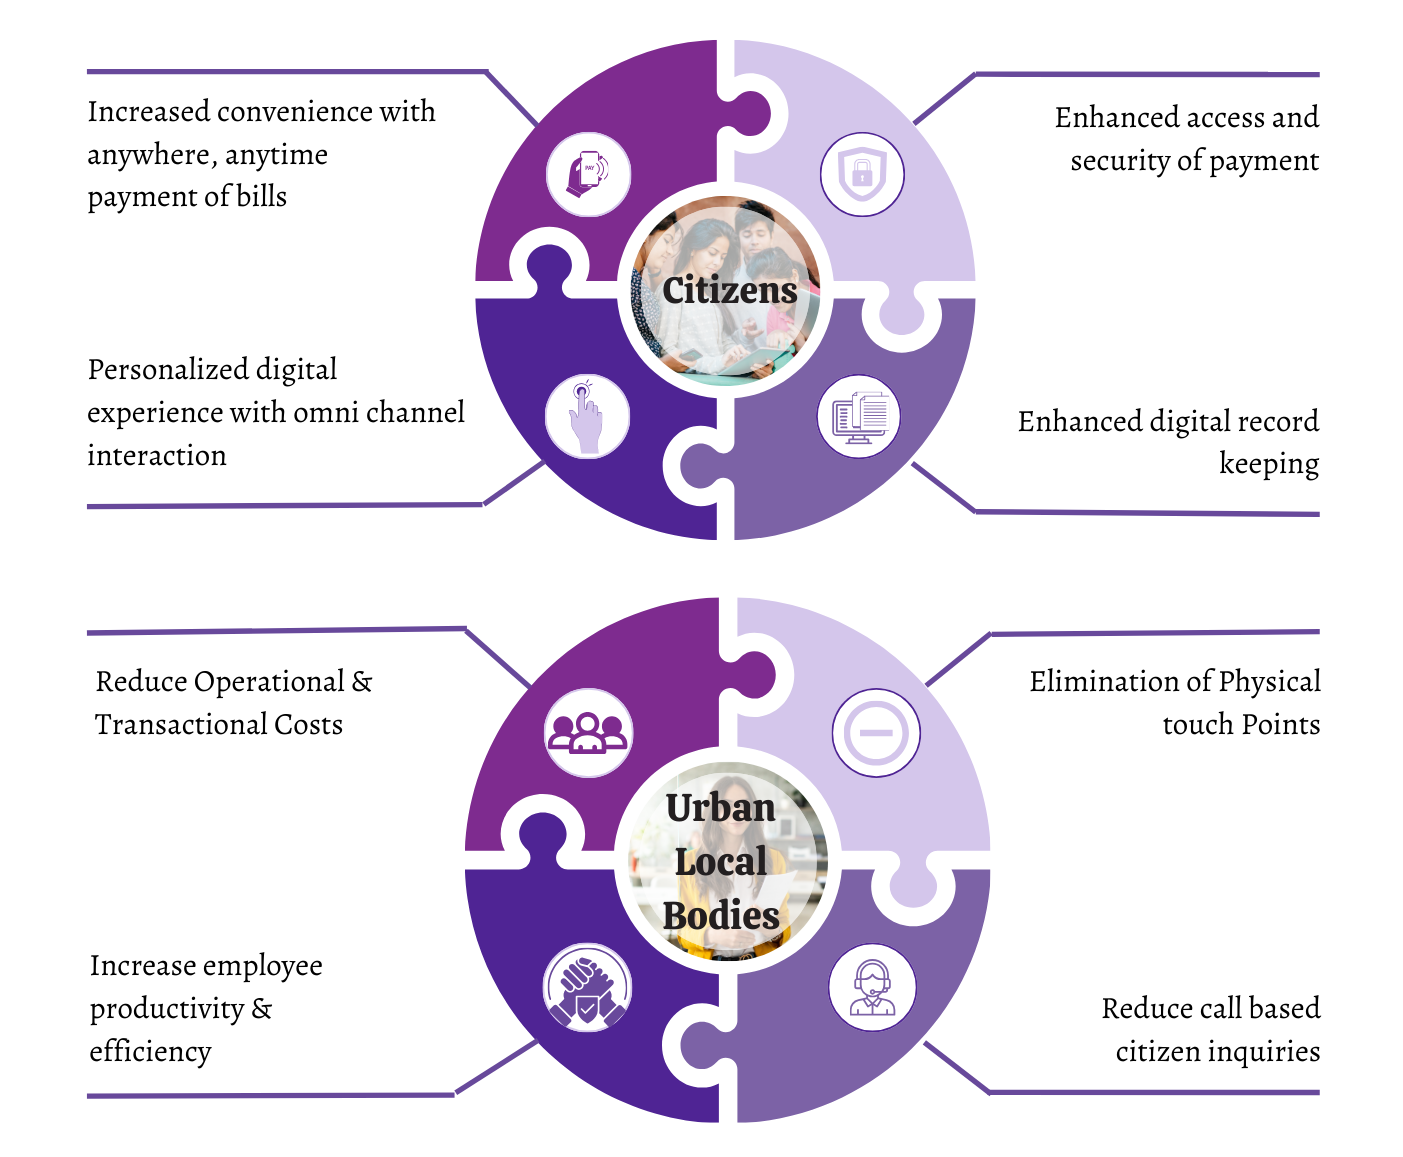 Increased convenience with
anywhere, anytime
payment of bills
Enhanced access and
security of payment
PAY
Citizens
Personalized digital
experience with omni channel
interaction
Enhanced digital record
keeping
Reduce Operational &
Transactional Costs
Elimination of Physical
touch Points
Urban
Local
Bodies
Increase employee
productivity &
efficiency
Reduce call based
citizen inquiries